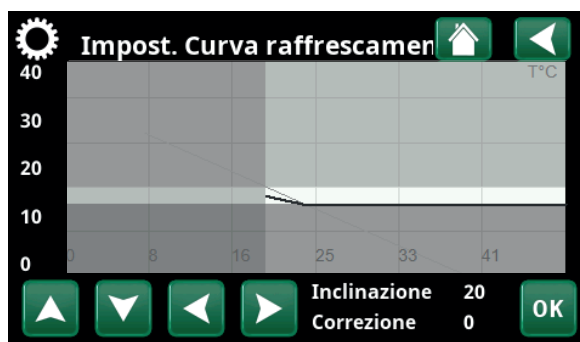 Impost. Curva raffrescamen
T°C
40
30
20
10
0
0 8 16 25 33 41
Inclinazione 20
Correzione 0
OK